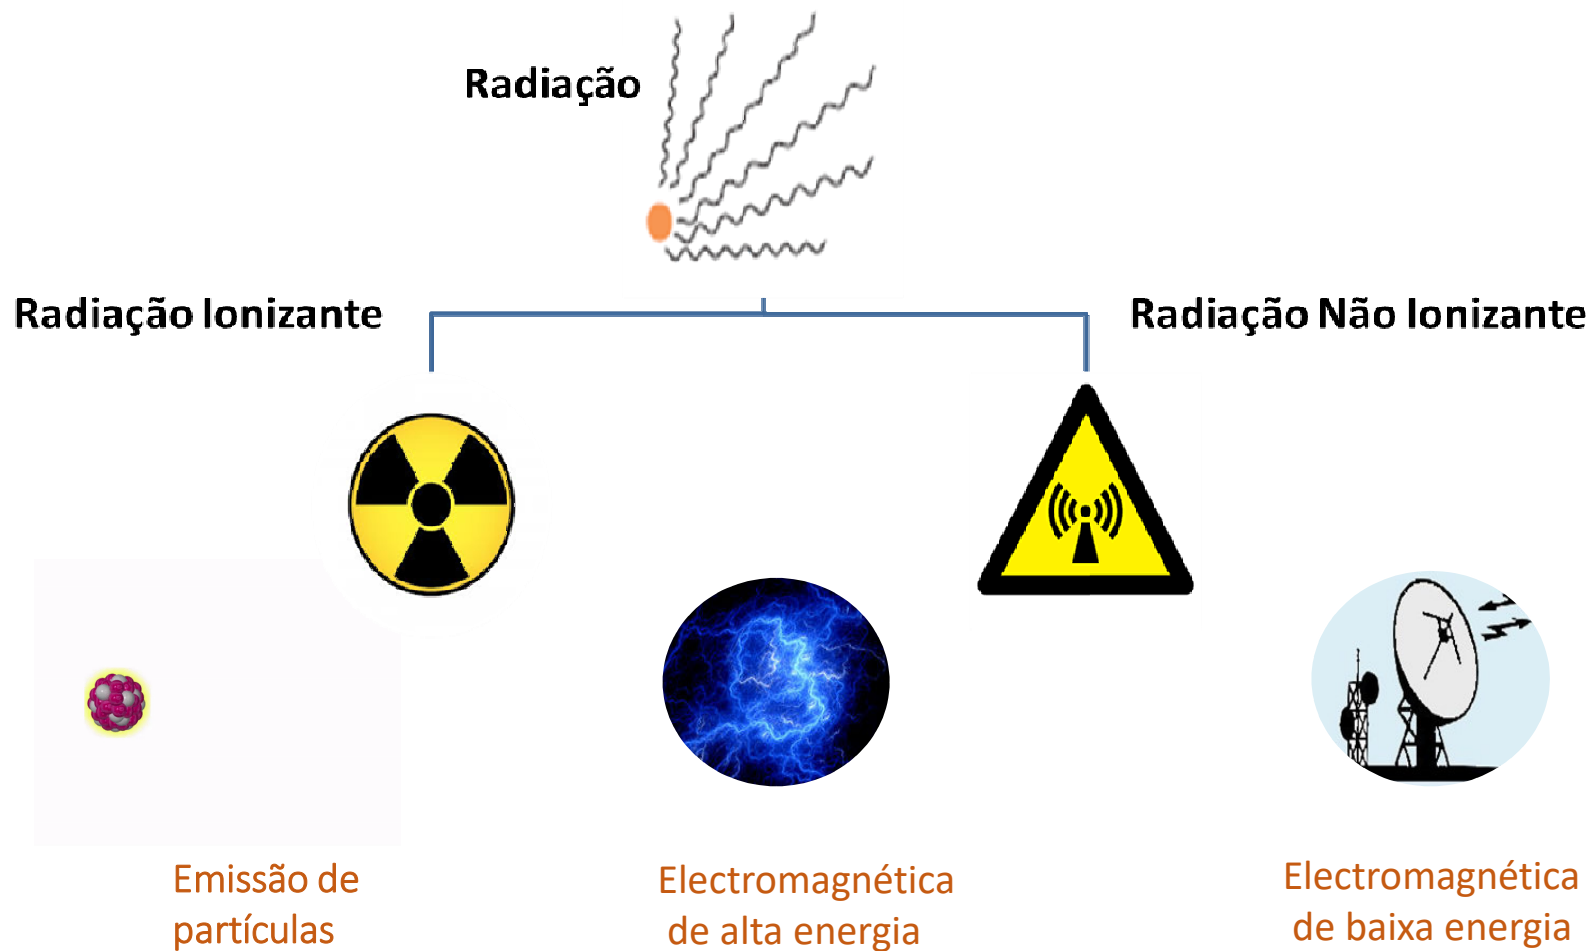 Radiação
Radiação Ionizante
Radiação Não Ionizante
Emissão de
partículas
Electromagnética
de alta energia
Electromagnética
de baixa energia